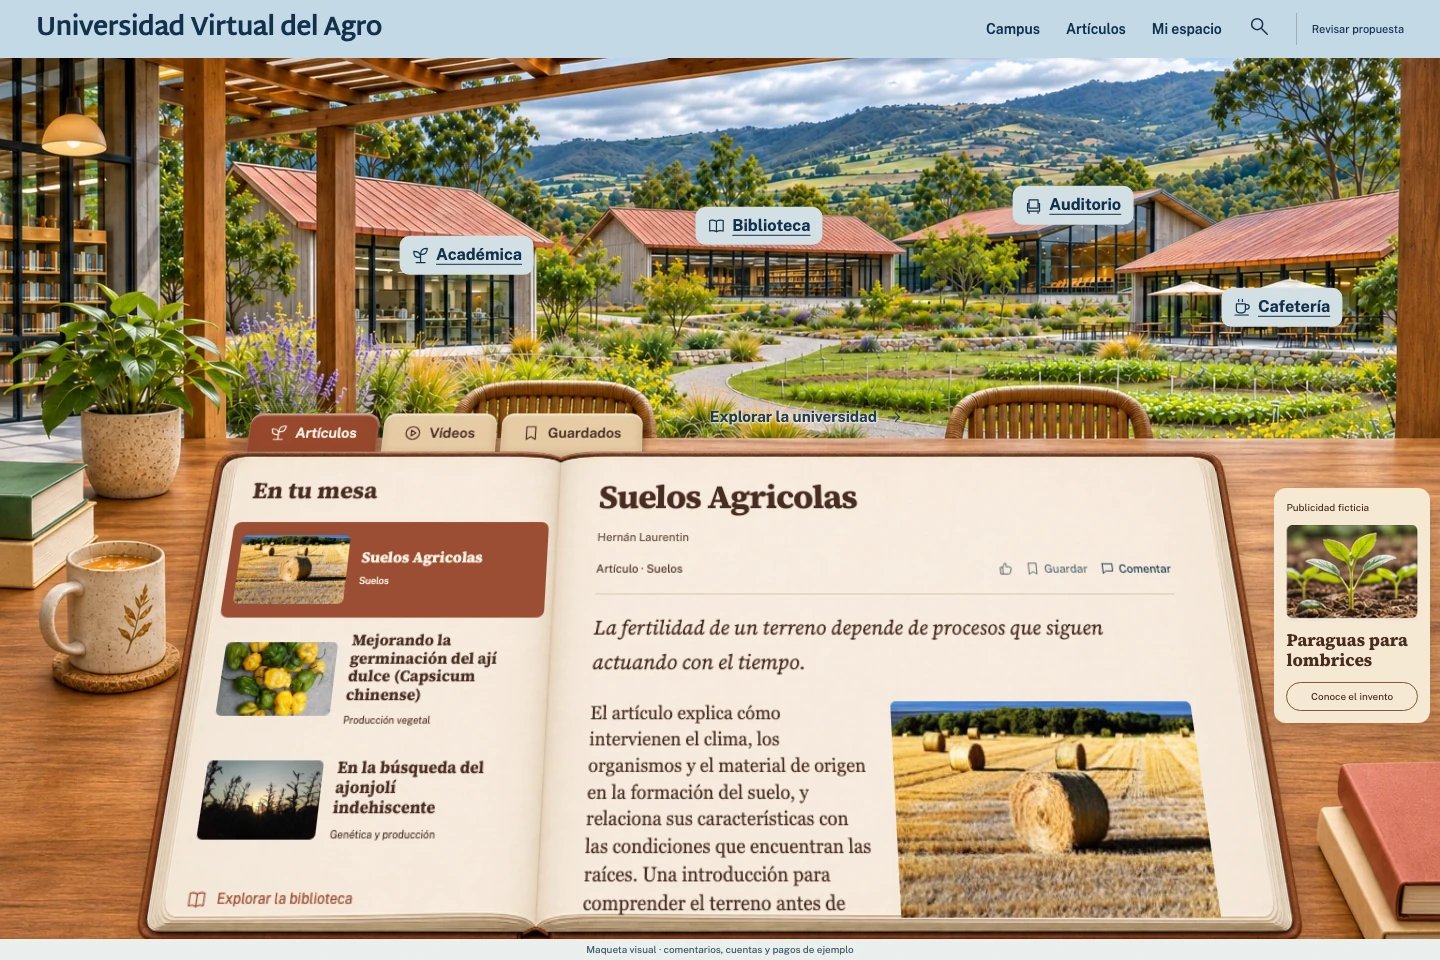 Universidad Virtual del Agro
Campus
Artículos
Mi espacio
Revisar propuesta
Académica
Biblioteca
Auditorio
Cafetería
Explorar la universidad →
Artículos
Vídeos
Guardados
En tu mesa
Suelos Agricolas
Suelos
Mejorando la
germinación del ají
dulce (Capsicum
chinense)
Producción vegetal
En la búsqueda del
ajonjolí
indehiscente
Genética y producción
Explorar la biblioteca
Suelos Agricolas
Hernán Laurentin
Artículo · Suelos
Guardar
Comentar
La fertilidad de un terreno depende de procesos que siguen
actuando con el tiempo.
El artículo explica cómo
intervienen el clima, los
organismos y el material de origen
en la formación del suelo, y
relaciona sus características con
las condiciones que encuentran las
raíces. Una introducción para
comprender el terreno antes de
Publicidad ficticia
Paraguas para
lombrices
Conoce el invento
Maqueta visual · comentarios, cuentas y pagos de ejemplo